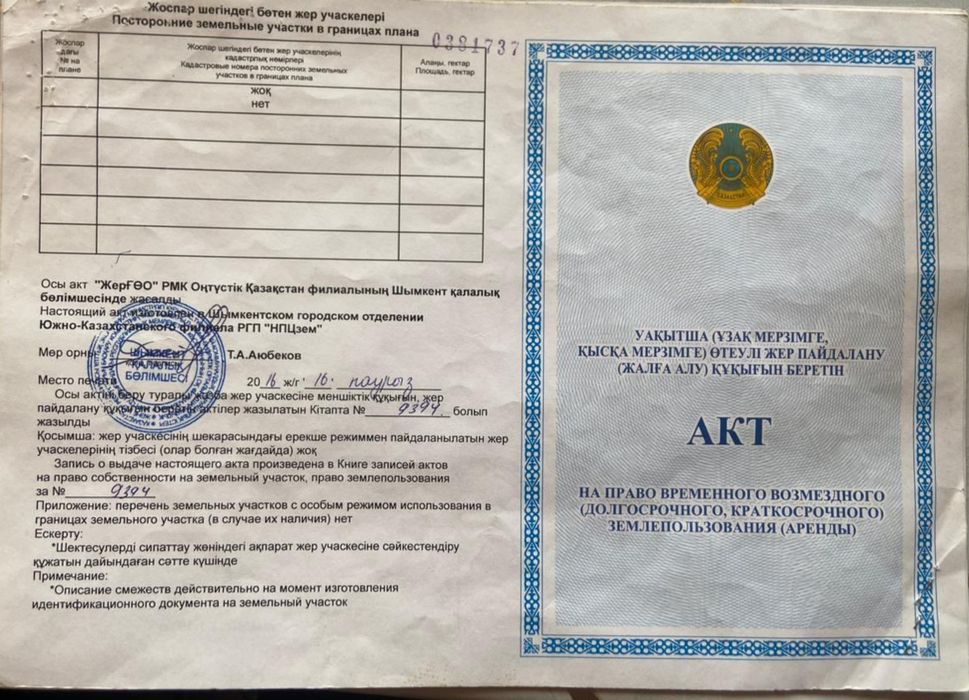 Жоспар шегіндегі бөтен жер учаскелері
Посторонние земельные участки в границах плана
0381737
Жоспар
дағы
№ на
плане
Жоспар шегіндегі бөтен жер учаскелерінің
кадастрлық нөмірлері
Кадастровые номера посторонних земельных
участков в границах плана
Алаңы, гектар
Площадь, гектар
жоқ
нет
Осы акт "ЖерҒӨО" РМК Оңтүстік Қазақстан филиалының Шымкент қалалық
бөлімшесінде жасалды
Настоящий акт изготовлен в Шымкентском городском отделении
Южно-Казахстанского филиала РГП "НПЦзем"
Мөр орны
Т.А.Аюбеков
ШЫМКЕНТ
ҚАЛАЛЫҚ
БӨЛІМШЕСІ
Место печати
2016 ж/г 16. наурыз
Осы актіні беру туралы жазба жер учаскесіне меншіктік құқығын, жер
пайдалану құқығын беретін актілер жазылатын Кітапта № 9394 болып
жазылды
Қосымша: жер учаскесінің шекарасындағы ерекше режиммен пайдаланылатын жер
учаскелерінің тізбесі (олар болған жағдайда) жоқ
Запись о выдаче настоящего акта произведена в Книге записей актов
на право собственности на земельный участок, право землепользования
за № 9394
Приложение: перечень земельных участков с особым режимом использования в
границах земельного участка (в случае их наличия) нет
Ескерту:
*Шектесулерді сипаттау жөніндегі ақпарат жер учаскесіне сәйкестендіру
құжатын дайындаған сәтте күшінде
Примечание:
*Описание смежеств действительно на момент изготовления
идентификационного документа на земельный участок
ҚАЗАҚСТАН
УАҚЫТША (ҰЗАҚ МЕРЗІМГЕ,
ҚЫСҚА МЕРЗІМГЕ) ӨТЕУЛІ ЖЕР ПАЙДАЛАНУ
(ЖАЛҒА АЛУ) ҚҰҚЫҒЫН БЕРЕТІН
АКТ
НА ПРАВО ВРЕМЕННОГО ВОЗМЕЗДНОГО
(ДОЛГОСРОЧНОГО, КРАТКОСРОЧНОГО)
ЗЕМЛЕПОЛЬЗОВАНИЯ (АРЕНДЫ)